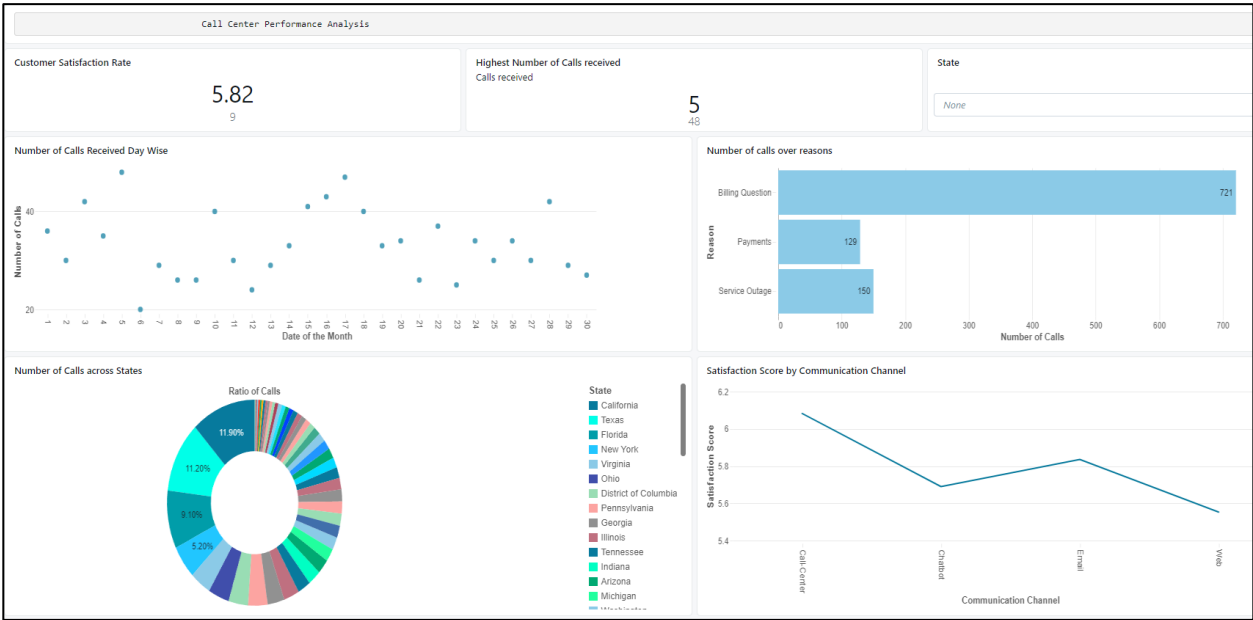 Call Center Performance Analysis
Customer Satisfaction Rate
5.82
9
Highest Number of Calls received
Calls received
5
48
State
None
Number of Calls Received Day Wise
Number of Calls
40
20
1 2 3 4 5 6 7 8 9 10 11 12 13 14 15 16 17 18 19 20 21 22 23 24 25 26 27 28 29 30
Date of the Month
Number of calls over reasons
Reason
Billing Question 721
Payments 129
Service Outage 150
0 100 200 300 400 500 600 700
Number of Calls
Number of Calls across States
Ratio of Calls
11.90%
11.20%
9.10%
5.20%
State
California
Texas
Florida
New York
Virginia
Ohio
District of Columbia
Pennsylvania
Georgia
Illinois
Tennessee
Indiana
Arizona
Michigan
Washington
Satisfaction Score by Communication Channel
Satisfaction Score
6.2
6
5.8
5.6
5.4
Call-Center Chatbot Email Web
Communication Channel